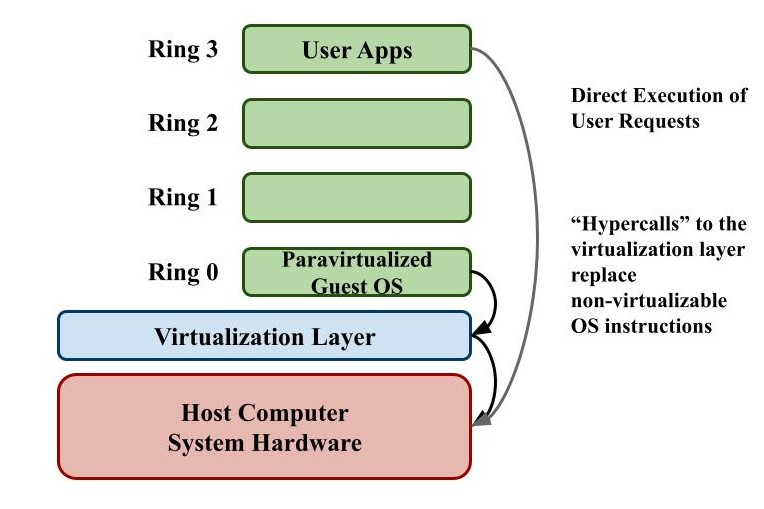 Ring 3
User Apps
Direct Execution of
User Requests
Ring 2
Ring 1
“Hypercalls” to the
virtualization layer
replace
non-virtualizable
OS instructions
Ring 0
Paravirtualized
Guest OS
Virtualization Layer
Host Computer
System Hardware